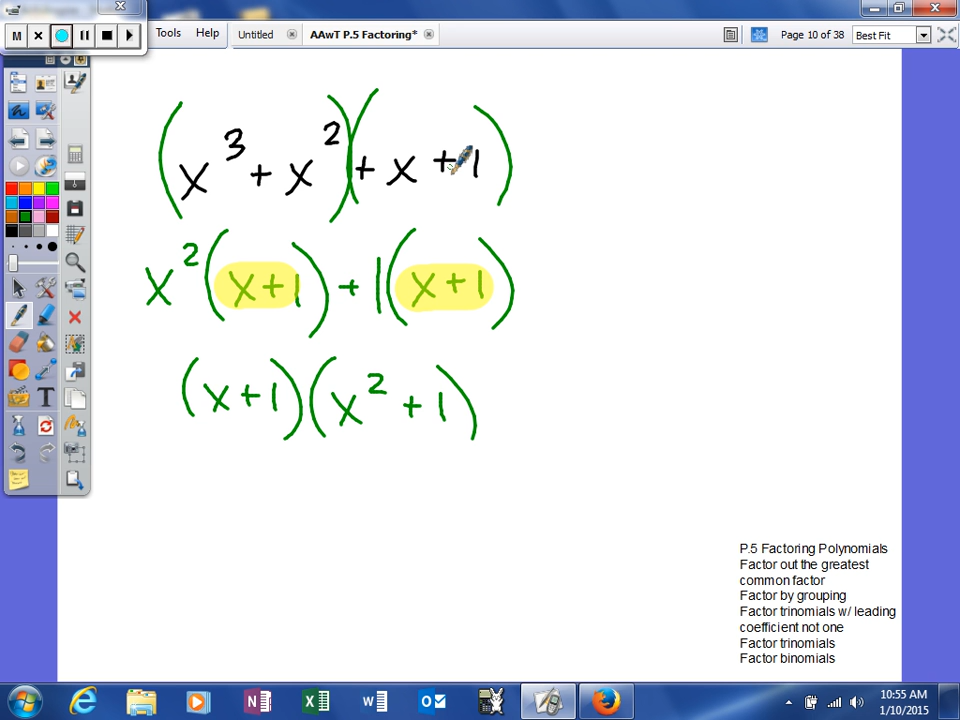 M
Tools Help Untitled AAwT P.5 Factoring* Page 10 of 38 Best Fit
(x³ + x²)(+ x + 1)
x²(x+1) + 1(x+1)
(x+1)(x² + 1)
P.5 Factoring Polynomials
Factor out the greatest
common factor
Factor by grouping
Factor trinomials w/ leading
coefficient not one
Factor trinomials
Factor binomials
10:55 AM
1/10/2015